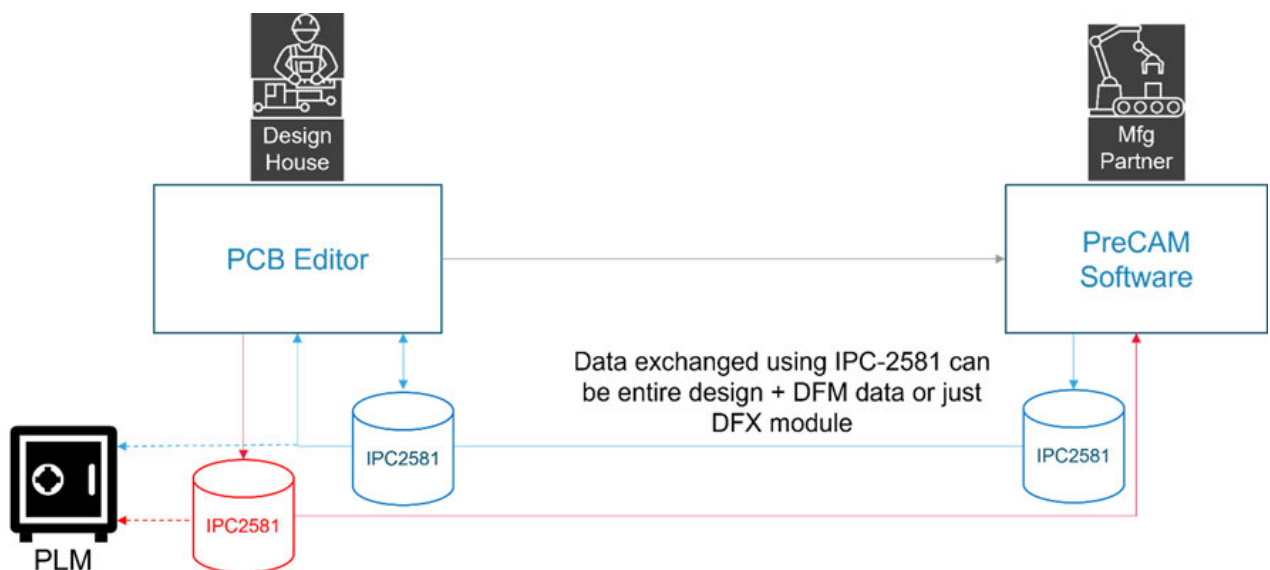 Design
House
Mfg
Partner
PCB Editor
PreCAM
Software
Data exchanged using IPC-2581 can
be entire design + DFM data or just
DFX module
IPC2581
IPC2581
IPC2581
PLM